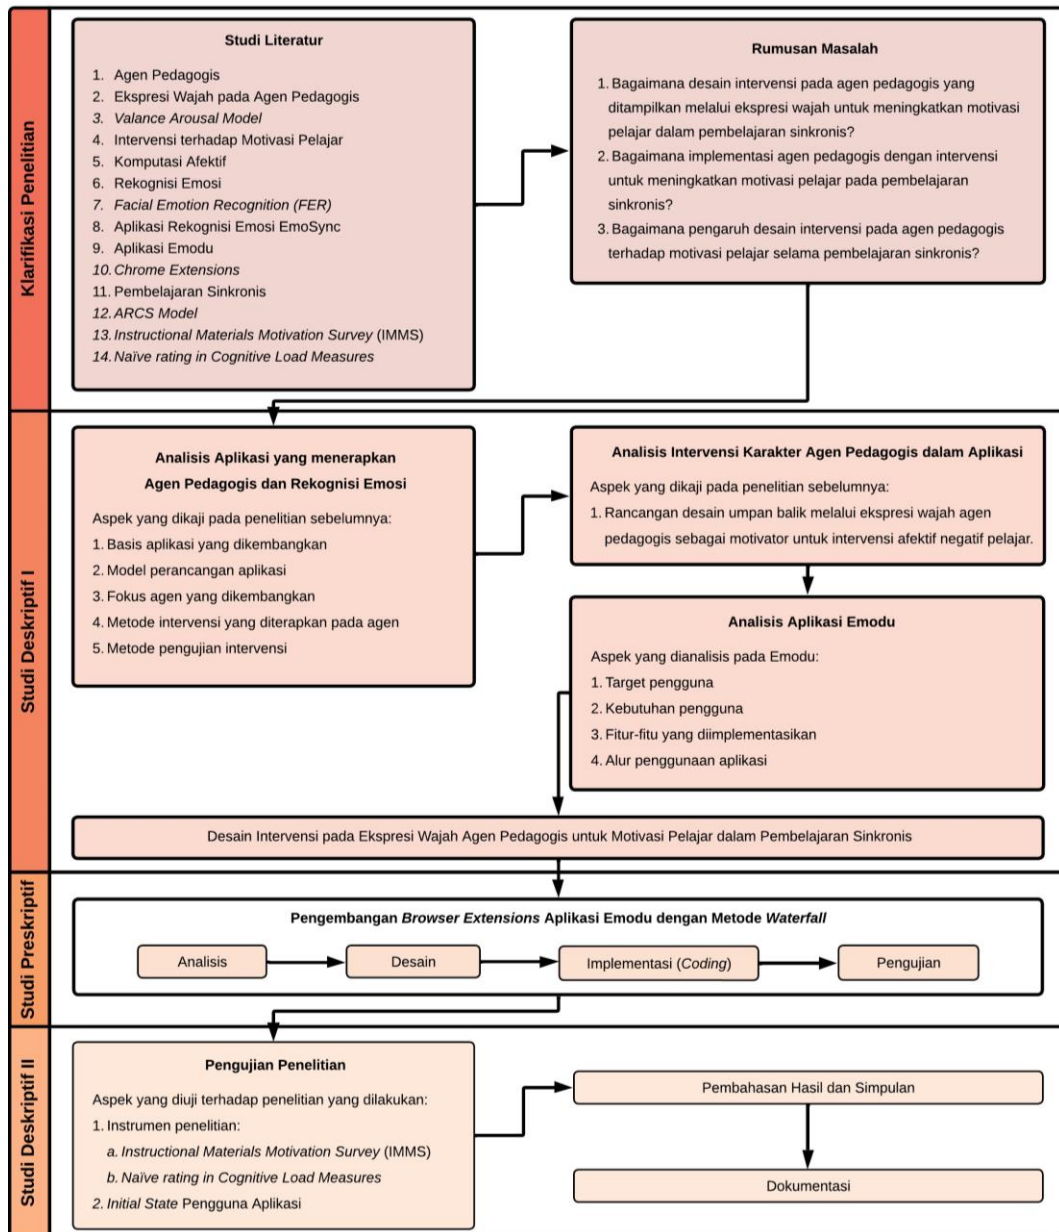 Klarifikasi Penelitian
Studi Literatur
1. Agen Pedagogis
2. Ekspresi Wajah pada Agen Pedagogis
3. Valance Arousal Model
4. Intervensi terhadap Motivasi Pelajar
5. Komputasi Afektif
6. Rekognisi Emosi
7. Facial Emotion Recognition (FER)
8. Aplikasi Rekognisi Emosi EmoSync
9. Aplikasi Emodu
10. Chrome Extensions
11. Pembelajaran Sinkronis
12. ARCS Model
13. Instructional Materials Motivation Survey (IMMS)
14. Naïve rating in Cognitive Load Measures
Rumusan Masalah
1. Bagaimana desain intervensi pada agen pedagogis yang
ditampilkan melalui ekspresi wajah untuk meningkatkan motivasi
pelajar dalam pembelajaran sinkronis?
2. Bagaimana implementasi agen pedagogis dengan intervensi
untuk meningkatkan motivasi pelajar pada pembelajaran
sinkronis?
3. Bagaimana pengaruh desain intervensi pada agen pedagogis
terhadap motivasi pelajar selama pembelajaran sinkronis?
Studi Deskriptif I
Analisis Aplikasi yang menerapkan
Agen Pedagogis dan Rekognisi Emosi
Aspek yang dikaji pada penelitian sebelumnya:
1. Basis aplikasi yang dikembangkan
2. Model perancangan aplikasi
3. Fokus agen yang dikembangkan
4. Metode intervensi yang diterapkan pada agen
5. Metode pengujian intervensi
Analisis Intervensi Karakter Agen Pedagogis dalam Aplikasi
Aspek yang dikaji pada penelitian sebelumnya:
1. Rancangan desain umpan balik melalui ekspresi wajah agen
pedagogis sebagai motivator untuk intervensi afektif negatif pelajar.
Analisis Aplikasi Emodu
Aspek yang dianalisis pada Emodu:
1. Target pengguna
2. Kebutuhan pengguna
3. Fitur-fitu yang diimplementasikan
4. Alur penggunaan aplikasi
Desain Intervensi pada Ekspresi Wajah Agen Pedagogis untuk Motivasi Pelajar dalam Pembelajaran Sinkronis
Studi Preskriptif
Pengembangan Browser Extensions Aplikasi Emodu dengan Metode Waterfall
Analisis
Desain
Implementasi (Coding)
Pengujian
Studi Deskriptif II
Pengujian Penelitian
Aspek yang diuji terhadap penelitian yang dilakukan:
1. Instrumen penelitian:
a. Instructional Materials Motivation Survey (IMMS)
b. Naïve rating in Cognitive Load Measures
2. Initial State Pengguna Aplikasi
Pembahasan Hasil dan Simpulan
Dokumentasi